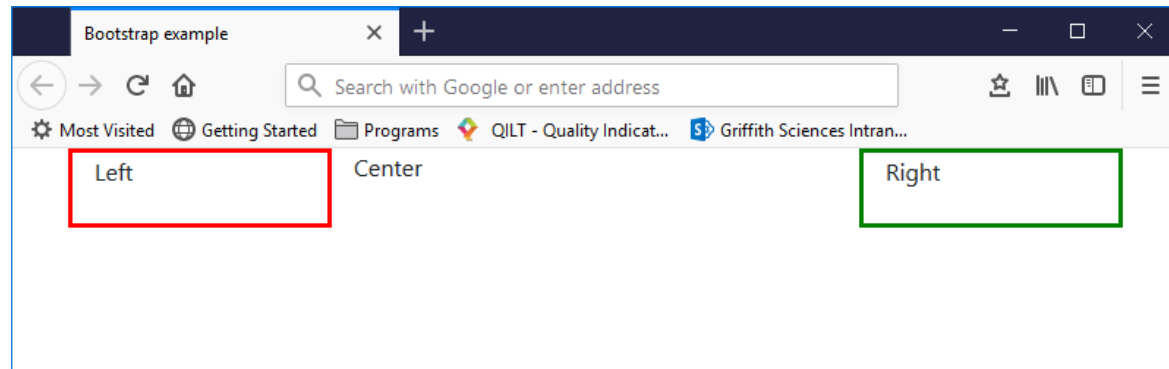 Bootstrap example
Search with Google or enter address
Most Visited Getting Started Programs QILT - Quality Indicat... Griffith Sciences Intran...
Left Center Right